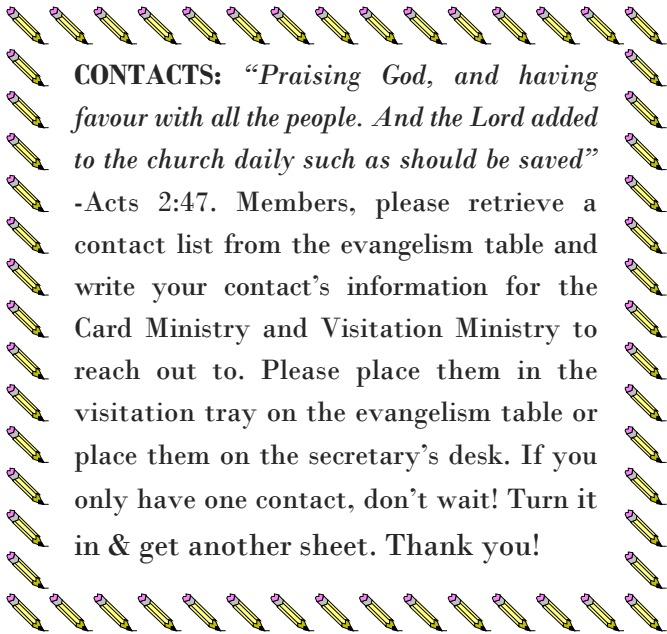 CONTACTS: “Praising God, and having
favour with all the people. And the Lord added
to the church daily such as should be saved”
-Acts 2:47. Members, please retrieve a
contact list from the evangelism table and
write your contact’s information for the
Card Ministry and Visitation Ministry to
reach out to. Please place them in the
visitation tray on the evangelism table or
place them on the secretary’s desk. If you
only have one contact, don’t wait! Turn it
in & get another sheet. Thank you!